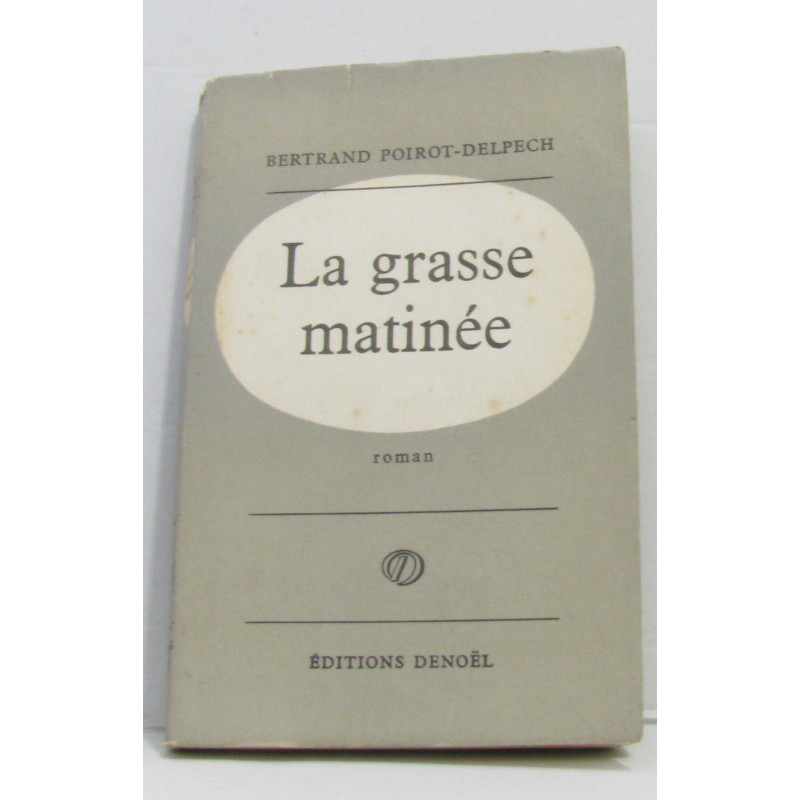 BERTRAND POIROT-DELPECH
La grasse
matinée
roman
D
ÉDITIONS DENOËL